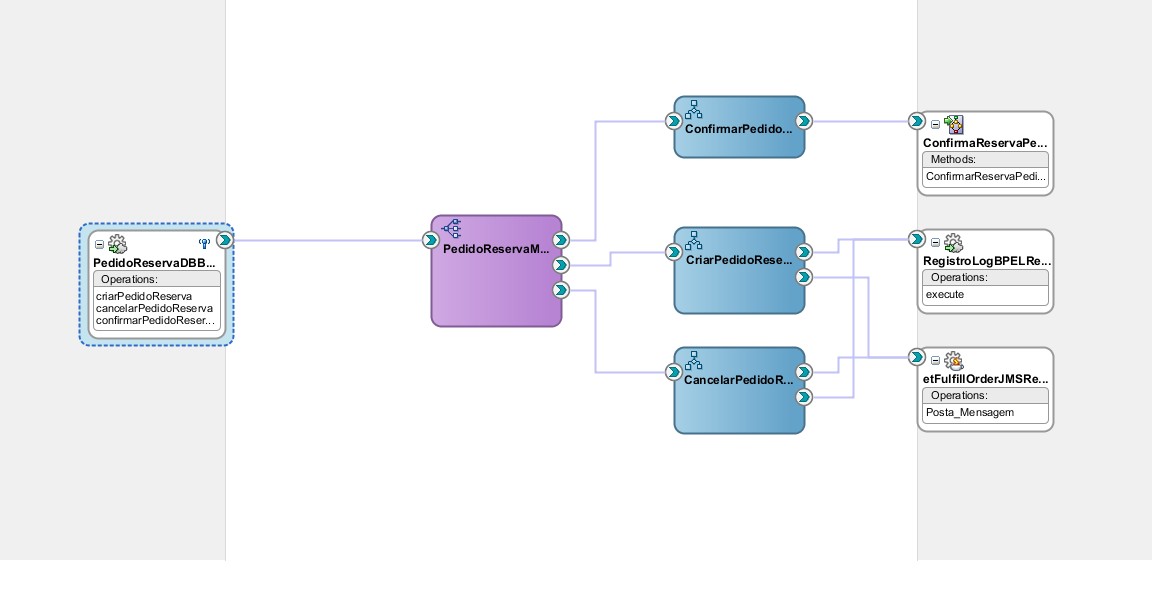 PedidoReservaDBB...
Operations:
criarPedidoReserva
cancelarPedidoReserva
confirmarPedidoReser...
PedidoReservaM...
ConfirmarPedido...
CriarPedidoRese...
CancelarPedidoR...
ConfirmaReservaPe...
Methods:
ConfirmarReservaPedi...
RegistroLogBPELRe...
Operations:
execute
etFulfillOrderJMSRe...
Operations:
Posta_Mensagem